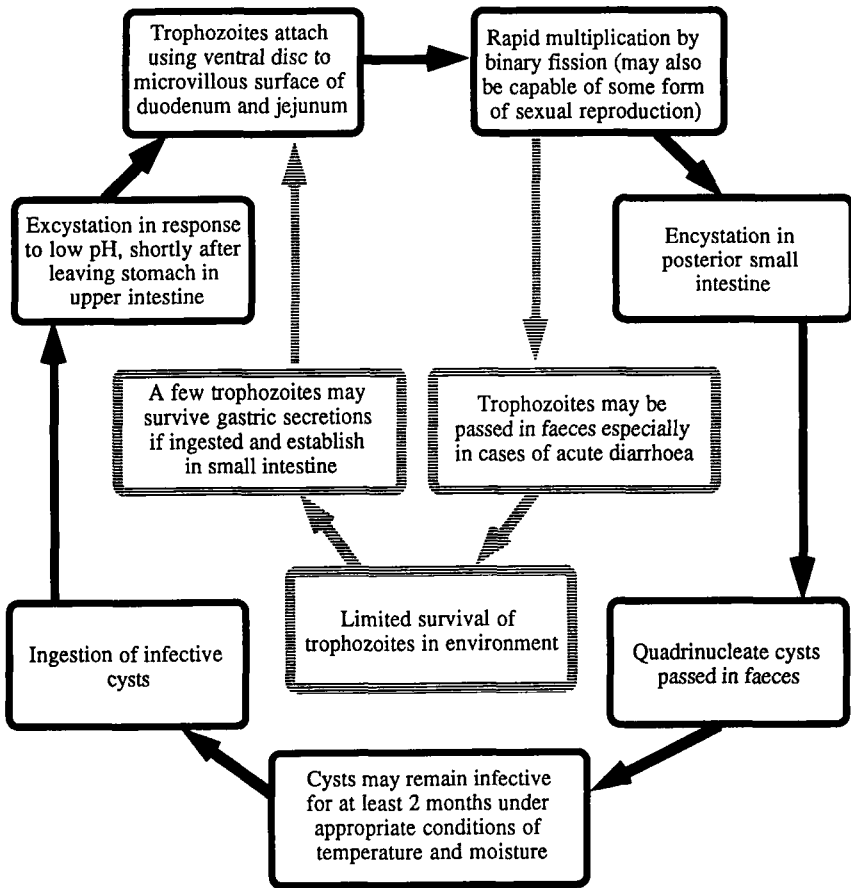 Trophozoites attach
using ventral disc to
microvillous surface of
duodenum and jejunum
Rapid multiplication by
binary fission (may also
be capable of some form
of sexual reproduction)
Excystation in response
to low pH, shortly after
leaving stomach in
upper intestine
Encystation in
posterior small
intestine
A few trophozoites may
survive gastric secretions
if ingested and establish
in small intestine
Trophozoites may be
passed in faeces especially
in cases of acute diarrhoea
Limited survival of
trophozoites in environment
Ingestion of infective
cysts
Quadrinucleate cysts
passed in faeces
Cysts may remain infective
for at least 2 months under
appropriate conditions of
temperature and moisture